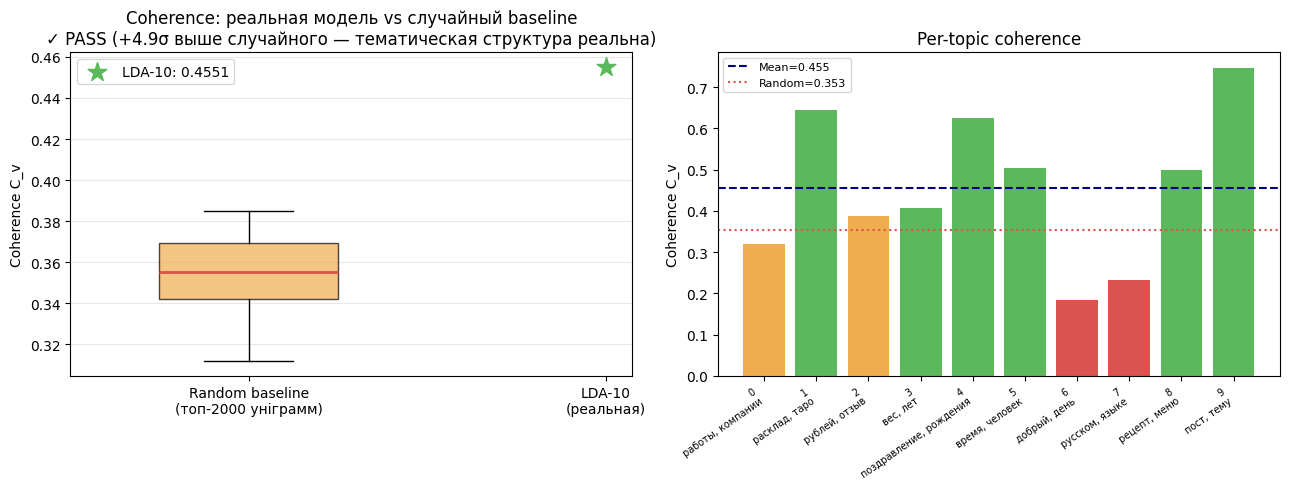 Coherence: реальная модель vs случайный baseline
✓ PASS (+4.9σ выше случайного — тематическая структура реальна)
Coherence C_v
0.46
0.44
0.42
0.40
0.38
0.36
0.34
0.32
LDA-10: 0.4551
Random baseline
(топ-2000 униграмм)
LDA-10
(реальная)
Per-topic coherence
Coherence C_v
0.7
0.6
0.5
0.4
0.3
0.2
0.1
0.0
Mean=0.455
Random=0.353
0
работы, компании
1
расклад, таро
2
рублей, отзыв
3
вес, лет
4
поздравление, рождения
5
время, человек
6
добрый, день
7
русском, языке
8
рецепт, меню
9
пост, тему